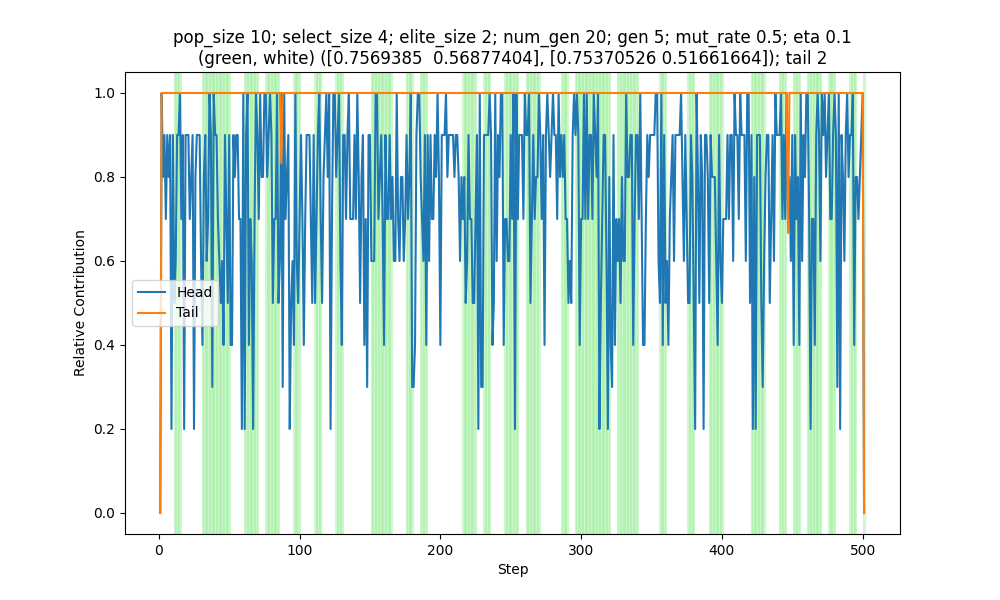 pop_size 10; select_size 4; elite_size 2; num_gen 20; gen 5; mut_rate 0.5; eta 0.1
(green, white) ([0.7569385  0.56877404], [0.75370526 0.51661664]); tail 2
1.0
0.8
0.6
0.4
0.2
0.0
Relative Contribution
Head
Tail
0
100
200
300
400
500
Step